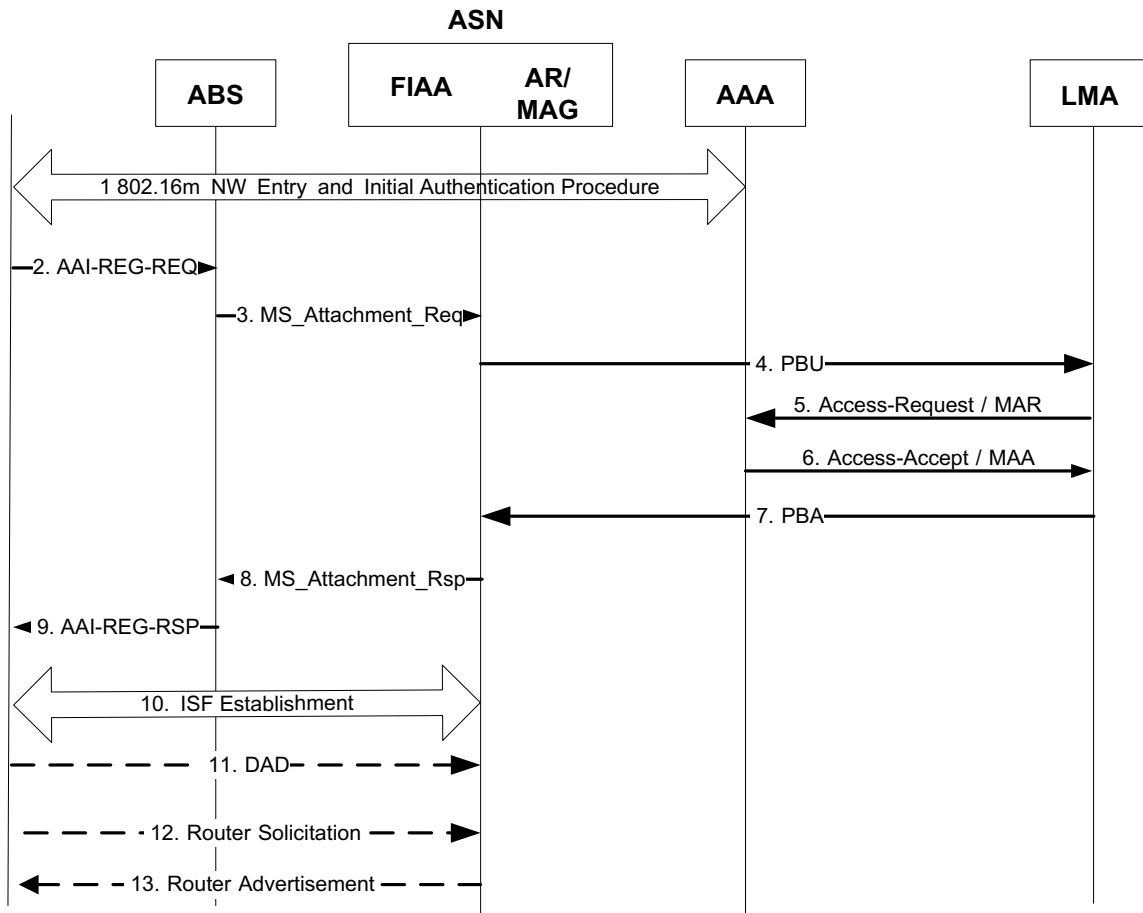 ASN
ABS
FIAA
AR/
MAG
AAA
LMA
1 802.16m NW Entry and Initial Authentication Procedure
2. AAI-REG-REQ
3. MS_Attachment_Req
4. PBU
5. Access-Request / MAR
6. Access-Accept / MAA
7. PBA
8. MS_Attachment_Rsp
9. AAI-REG-RSP
10. ISF Establishment
11. DAD
12. Router Solicitation
13. Router Advertisement